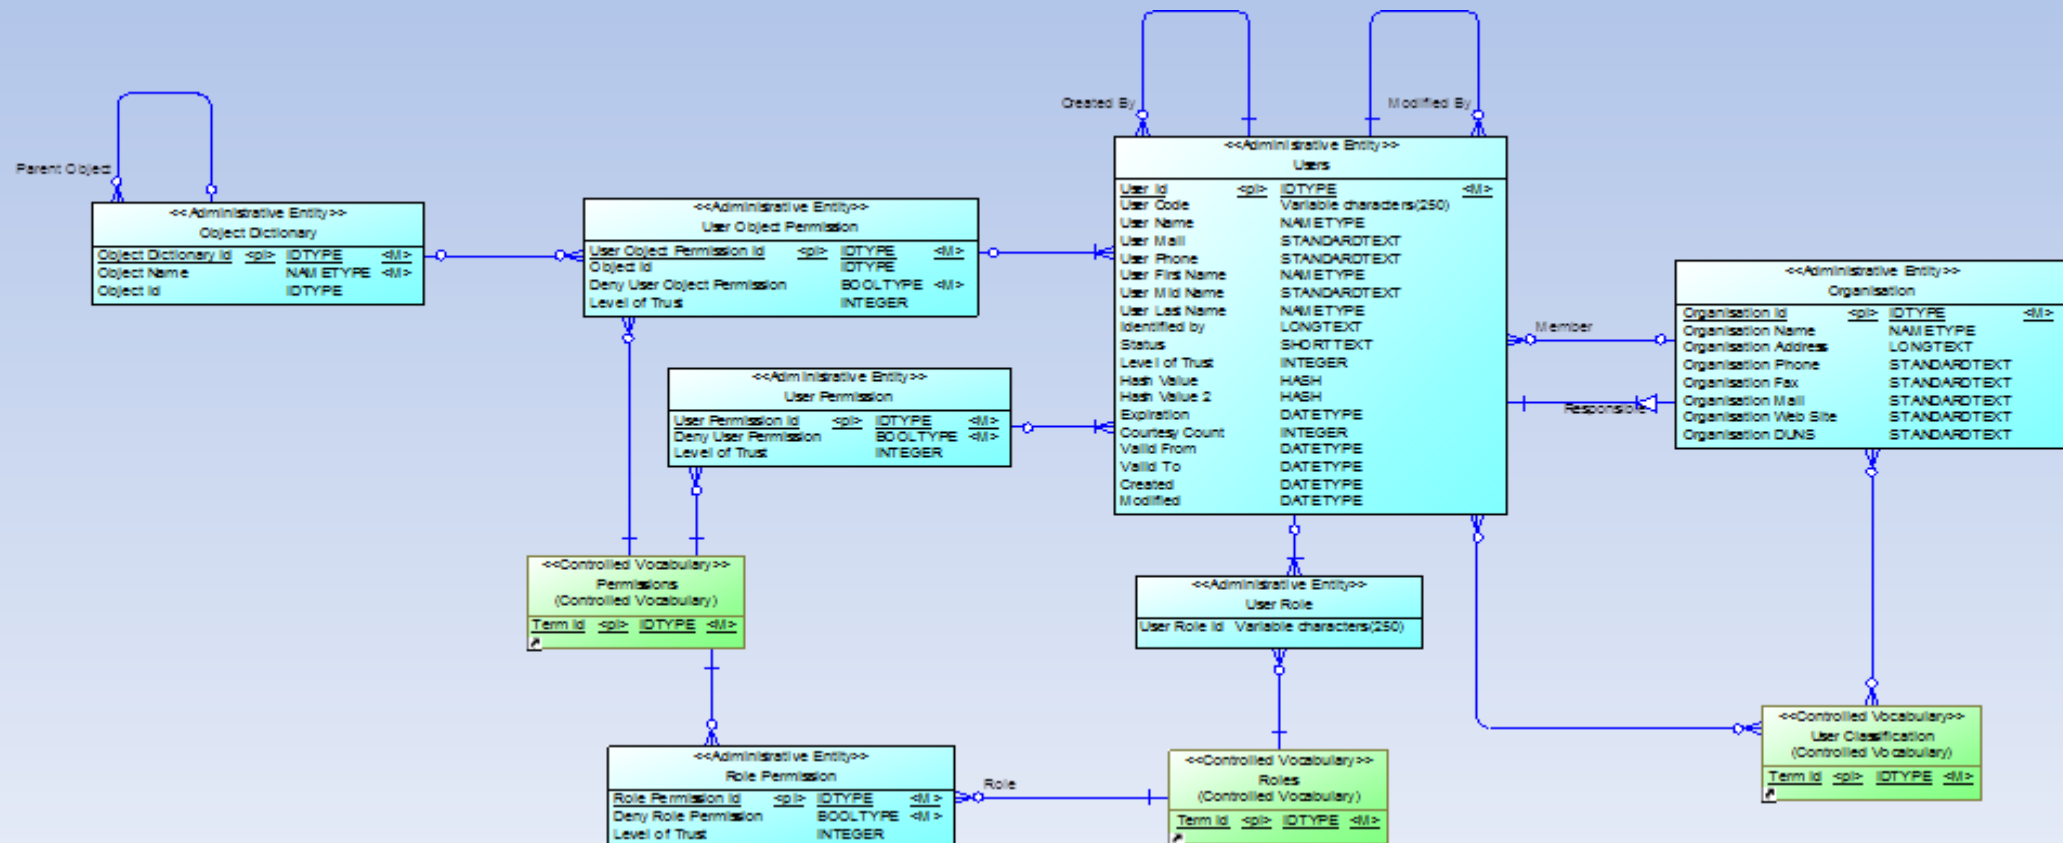 Created By
Modified By
Parent Object
<<Administrative Entity>>
Object Dictionary
Object Dictionary Id <pi> IDTYPE <M>
Object Name NAMETYPE <M>
Object Id IDTYPE
<<Administrative Entity>>
User Object Permission
User Object Permission Id <pi> IDTYPE <M>
Object Id IDTYPE
Deny User Object Permission BOOLTYPE <M>
Level of Trust INTEGER
<<Administrative Entity>>
Users
User Id <pi> IDTYPE <M>
User Code Variable characters(250)
User Name NAMETYPE
User Mail STANDARDTEXT
User Phone STANDARDTEXT
User Firs Name NAMETYPE
User Mid Name STANDARDTEXT
User Las Name NAMETYPE
Identified by LONGTEXT
Status SHORTTEXT
Level of Trust INTEGER
Hash Value HASH
Hash Value 2 HASH
Expiration DATETYPE
Courtesy Count INTEGER
Valid From DATETYPE
Valid To DATETYPE
Created DATETYPE
Modified DATETYPE
<<Administrative Entity>>
Organisation
Organisation Id <pi> IDTYPE <M>
Organisation Name NAMETYPE
Organisation Address LONGTEXT
Organisation Phone STANDARDTEXT
Organisation Fax STANDARDTEXT
Organisation Mail STANDARDTEXT
Organisation Web Site STANDARDTEXT
Organisation DUNS STANDARDTEXT
Member
Responsible
<<Administrative Entity>>
User Permission
User Permission Id <pi> IDTYPE <M>
Deny User Permission BOOLTYPE <M>
Level of Trust INTEGER
<<Controlled Vocabulary>>
Permissions
(Controlled Vocabulary)
Term Id <pi> IDTYPE <M>
<<Administrative Entity>>
User Role
User Role Id Variable characters(250)
<<Controlled Vocabulary>>
User Classification
(Controlled Vocabulary)
Term Id <pi> IDTYPE <M>
<<Administrative Entity>>
Role Permission
Role Permission Id <pi> IDTYPE <M>
Deny Role Permission BOOLTYPE <M>
Level of Trust INTEGER
Role
<<Controlled Vocabulary>>
Roles
(Controlled Vocabulary)
Term Id <pi> IDTYPE <M>